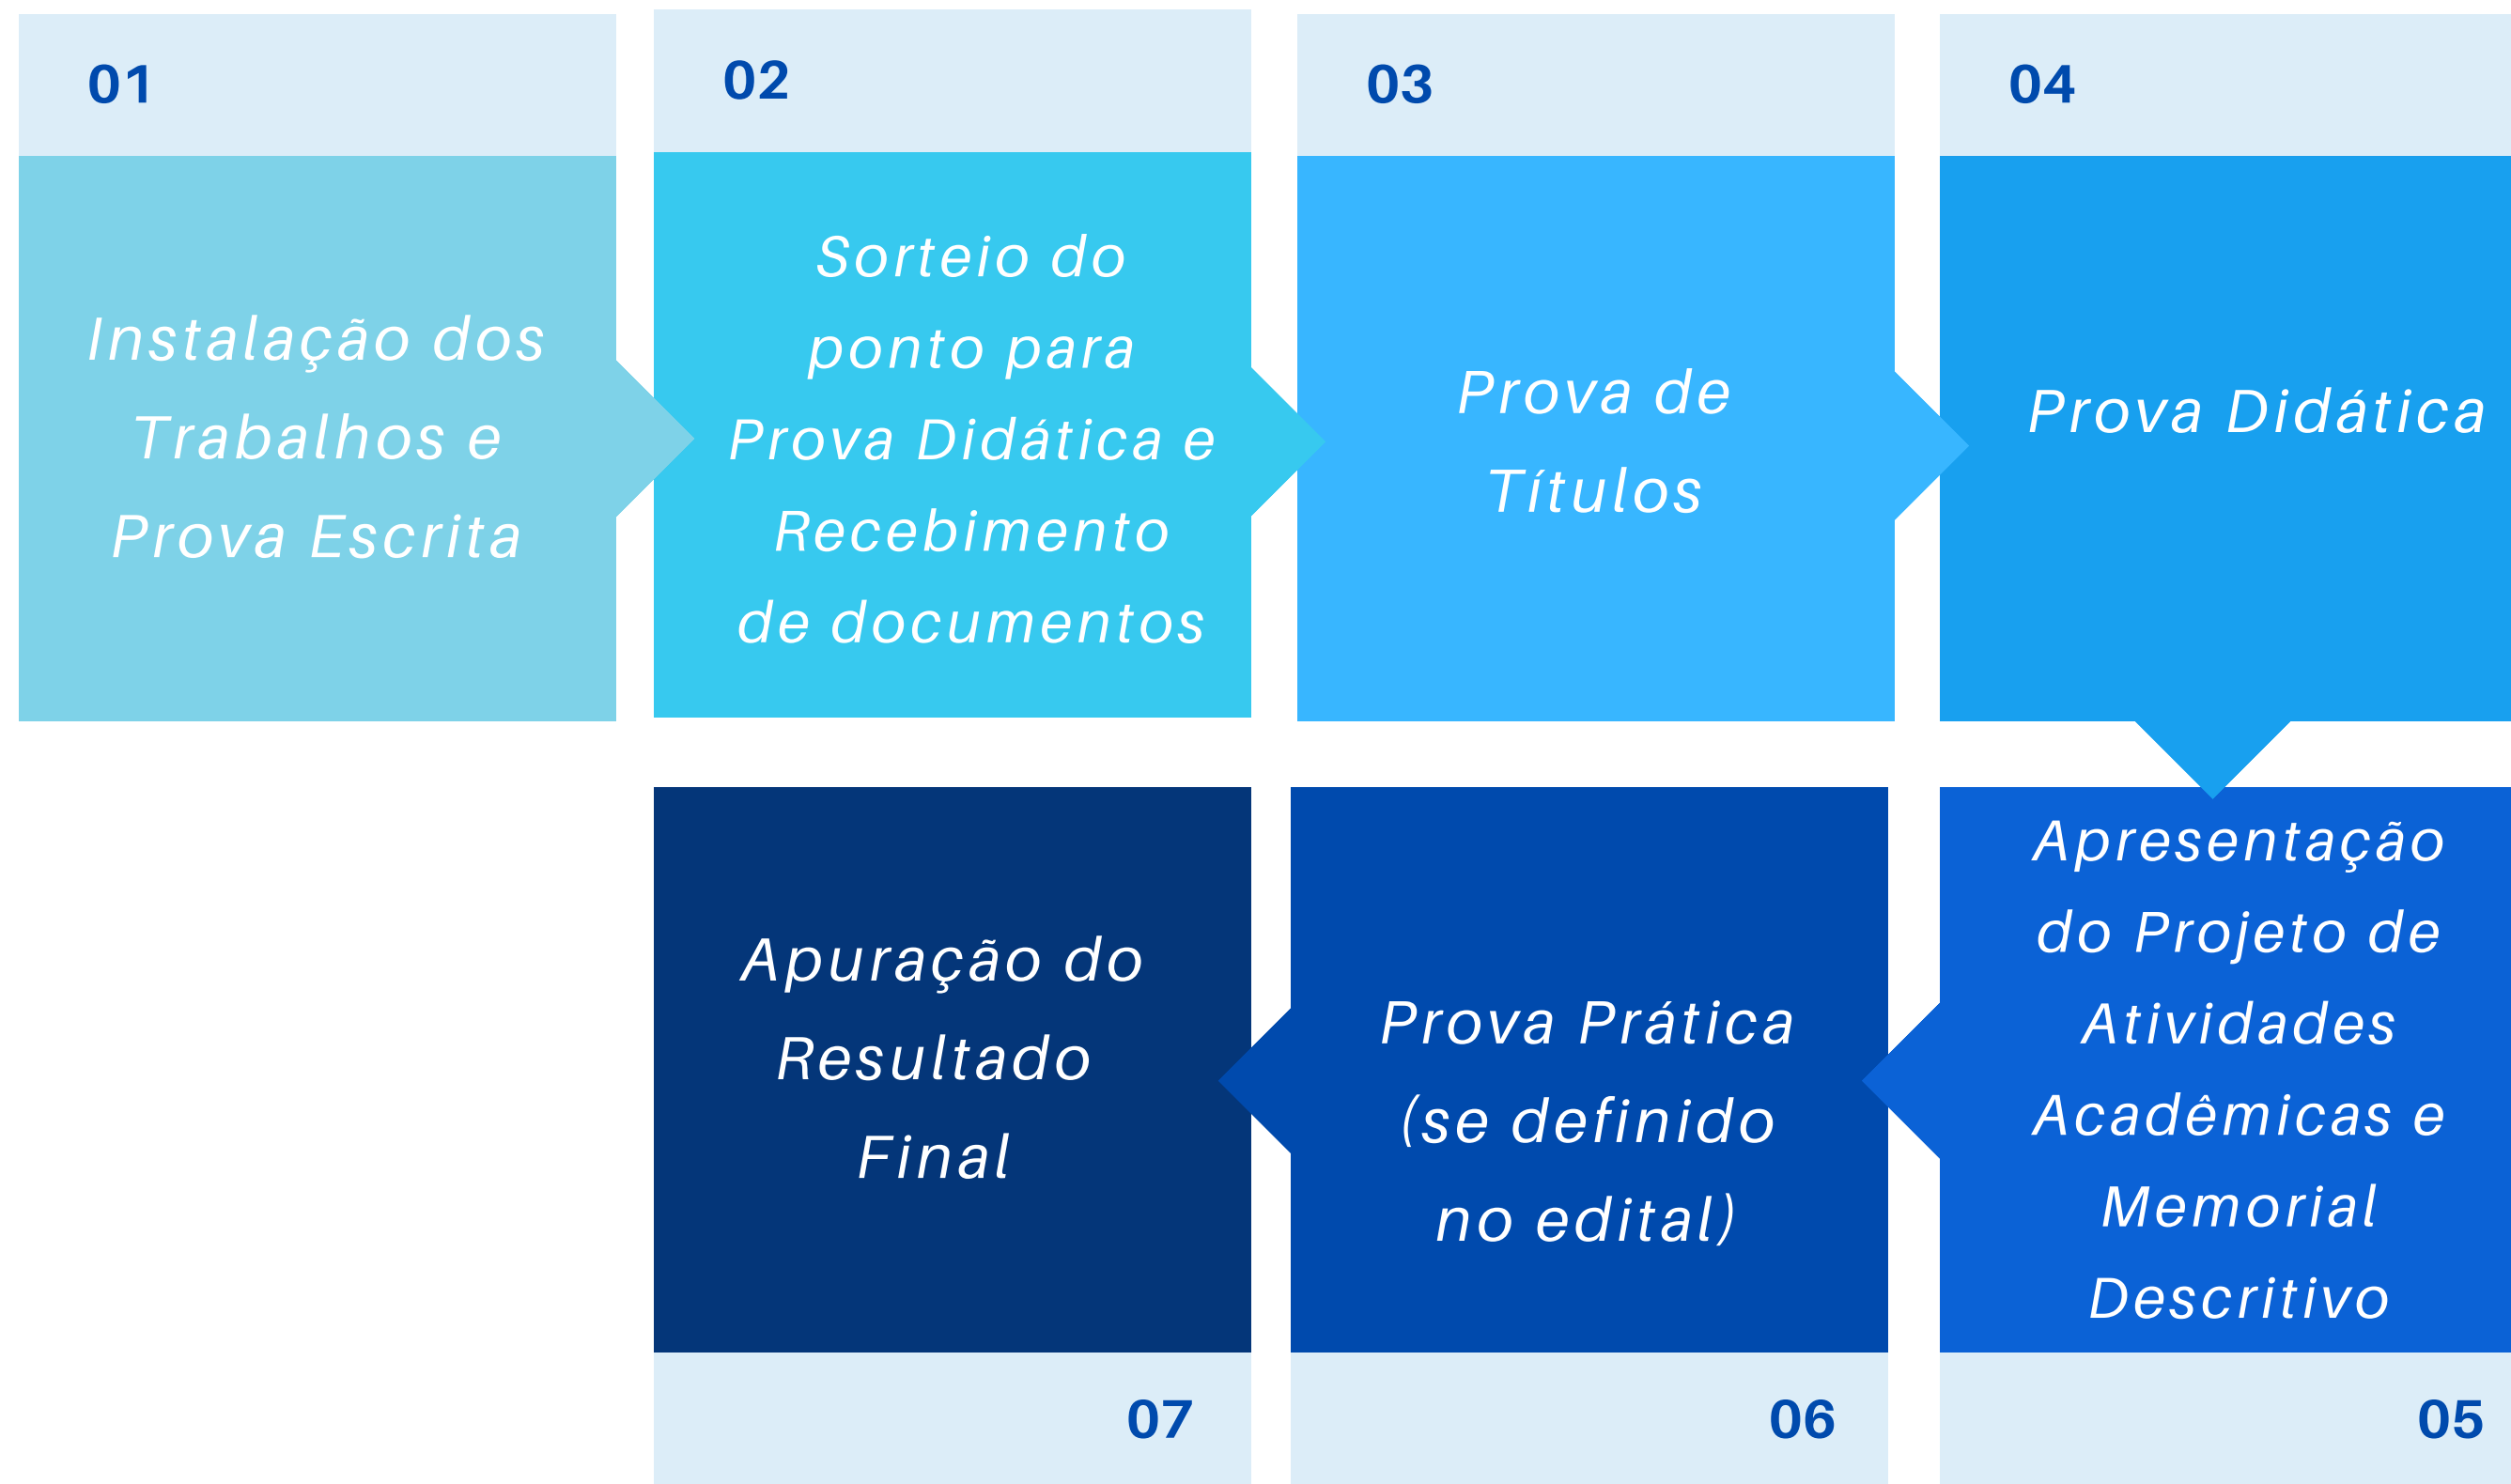 01
Instalação dos
Trabalhos e
Prova Escrita
02
Sorteio do
ponto para
Prova Didática e
Recebimento
de documentos
03
Prova de
Títulos
04
Prova Didática
Apresentação
do Projeto de
Atividades
Acadêmicas e
Memorial
Descritivo
05
Prova Prática
(se definido
no edital)
06
Apuração do
Resultado
Final
07